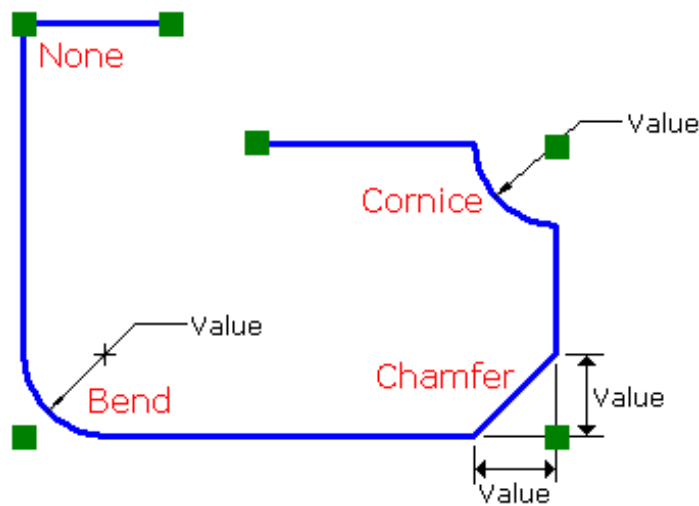 None
Value
Cornice
Value
Chamfer
Bend
Value
Value